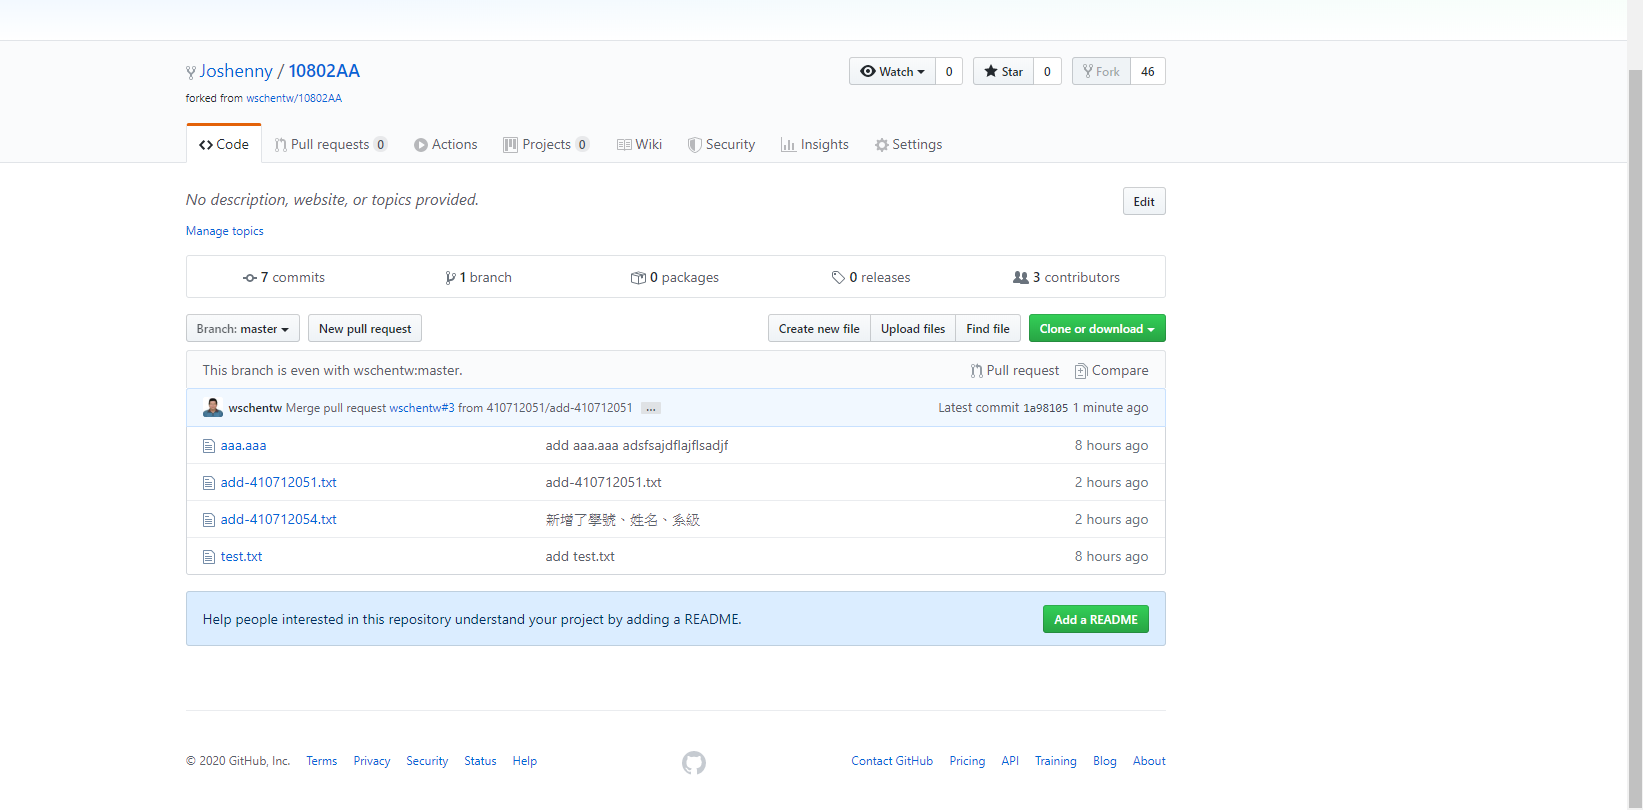 Joshenny / 10802AA
Watch 0 Star 0 Fork 46
forked from wschentw/10802AA
Code Pull requests 0 Actions Projects 0 Wiki Security Insights Settings
No description, website, or topics provided.
Edit
Manage topics
7 commits 1 branch 0 packages 0 releases 3 contributors
Branch: master New pull request Create new file Upload files Find file Clone or download
This branch is even with wschentw:master. Pull request Compare
wschentw Merge pull request wschentw#3 from 410712051/add-410712051 ... Latest commit 1a98105 1 minute ago
aaa.aaa add aaa.aaa adsfsajdflajflsadjf 8 hours ago
add-410712051.txt add-410712051.txt 2 hours ago
add-410712054.txt 新增了學號、姓名、系級 2 hours ago
test.txt add test.txt 8 hours ago
Help people interested in this repository understand your project by adding a README. Add a README
© 2020 GitHub, Inc. Terms Privacy Security Status Help Contact GitHub Pricing API Training Blog About